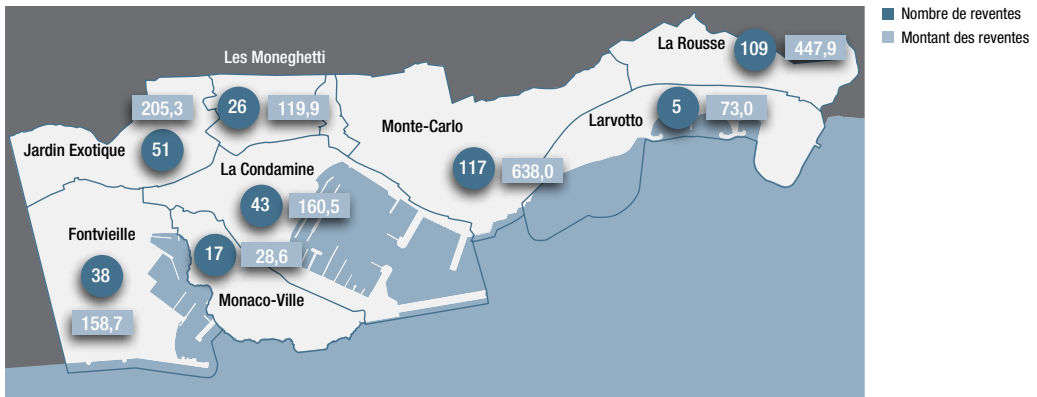 Nombre de reventes
Montant des reventes
La Rousse
109
447,9
Les Moneghetti
26
119,9
205,3
51
Jardin Exotique
Monte-Carlo
117
638,0
Larvotto
5
73,0
La Condamine
43
160,5
Fontvieille
38
158,7
17
28,6
Monaco-Ville